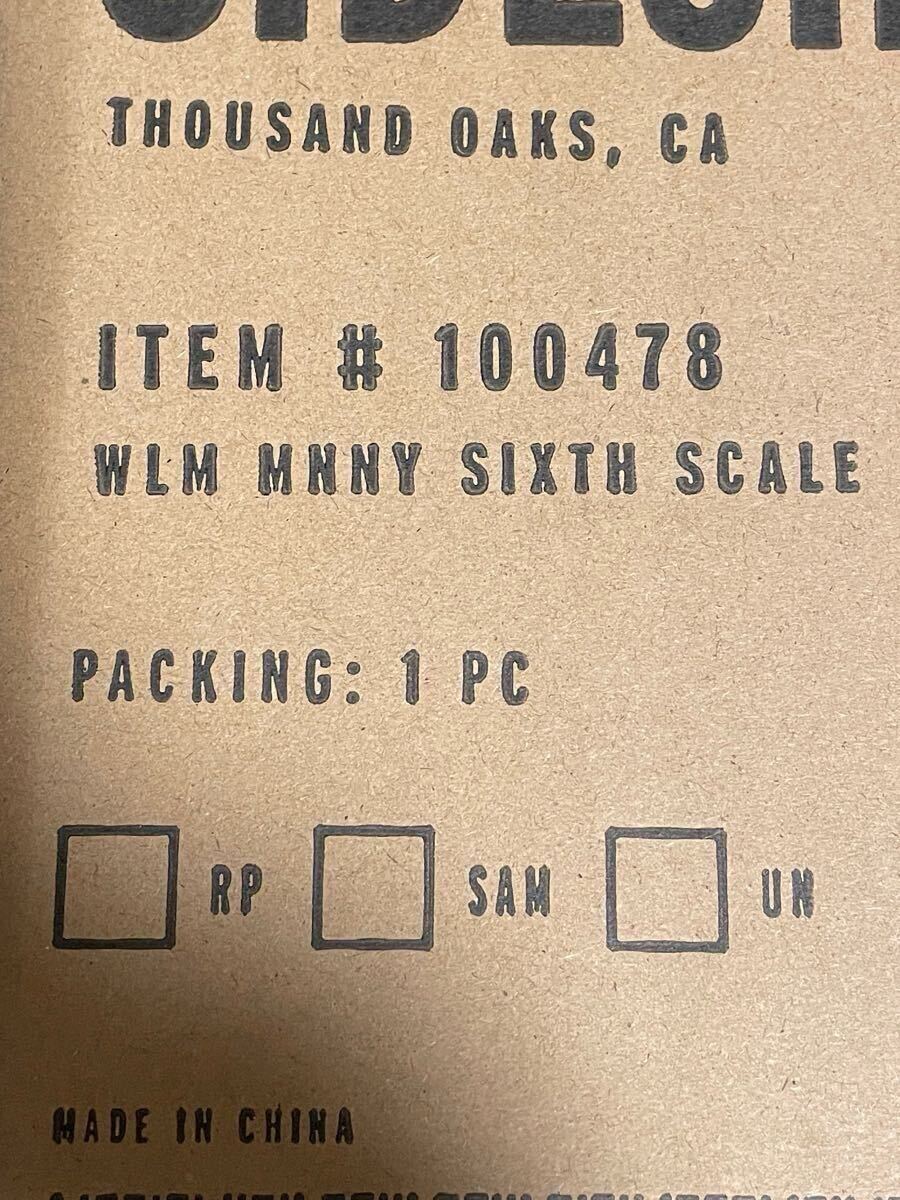 THOUSAND OAKS, CA
ITEM # 100478
WLM MNNY SIXTH SCALE
PACKING: 1 PC
RP SAM UN
MADE IN CHINA